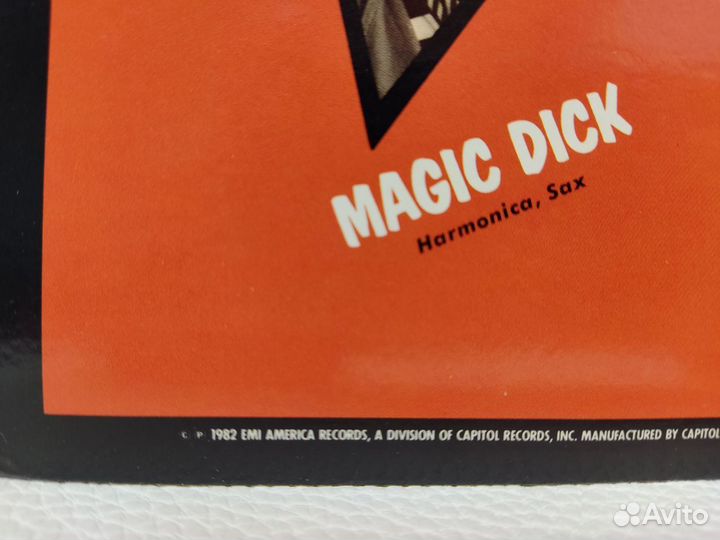 MAGIC DICK
Harmonica, Sax
© ℗ 1982 EMI AMERICA RECORDS, A DIVISION OF CAPITOL RECORDS, INC. MANUFACTURED BY CAPITOL
Avito